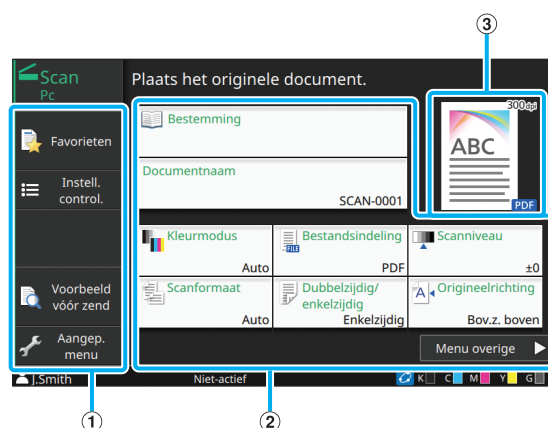 3
Scan
Pc
Plaats het originele document.
Favorieten
Instell.
control.
Voorbeeld
vóór zend
Aangep.
menu
Bestemming
Documentnaam
SCAN-0001
300dpi
ABC
PDF
Kleurmodus
Auto
Bestandsindeling
FILE
PDF
Scanniveau
±0
Scanformaat
Auto
Dubbelzijdig/
enkelzijdig
Enkelzijdig
A
Origineelrichting
Bov.z. boven
Menu overige
J.Smith
Niet-actief
K C M Y G
1
2